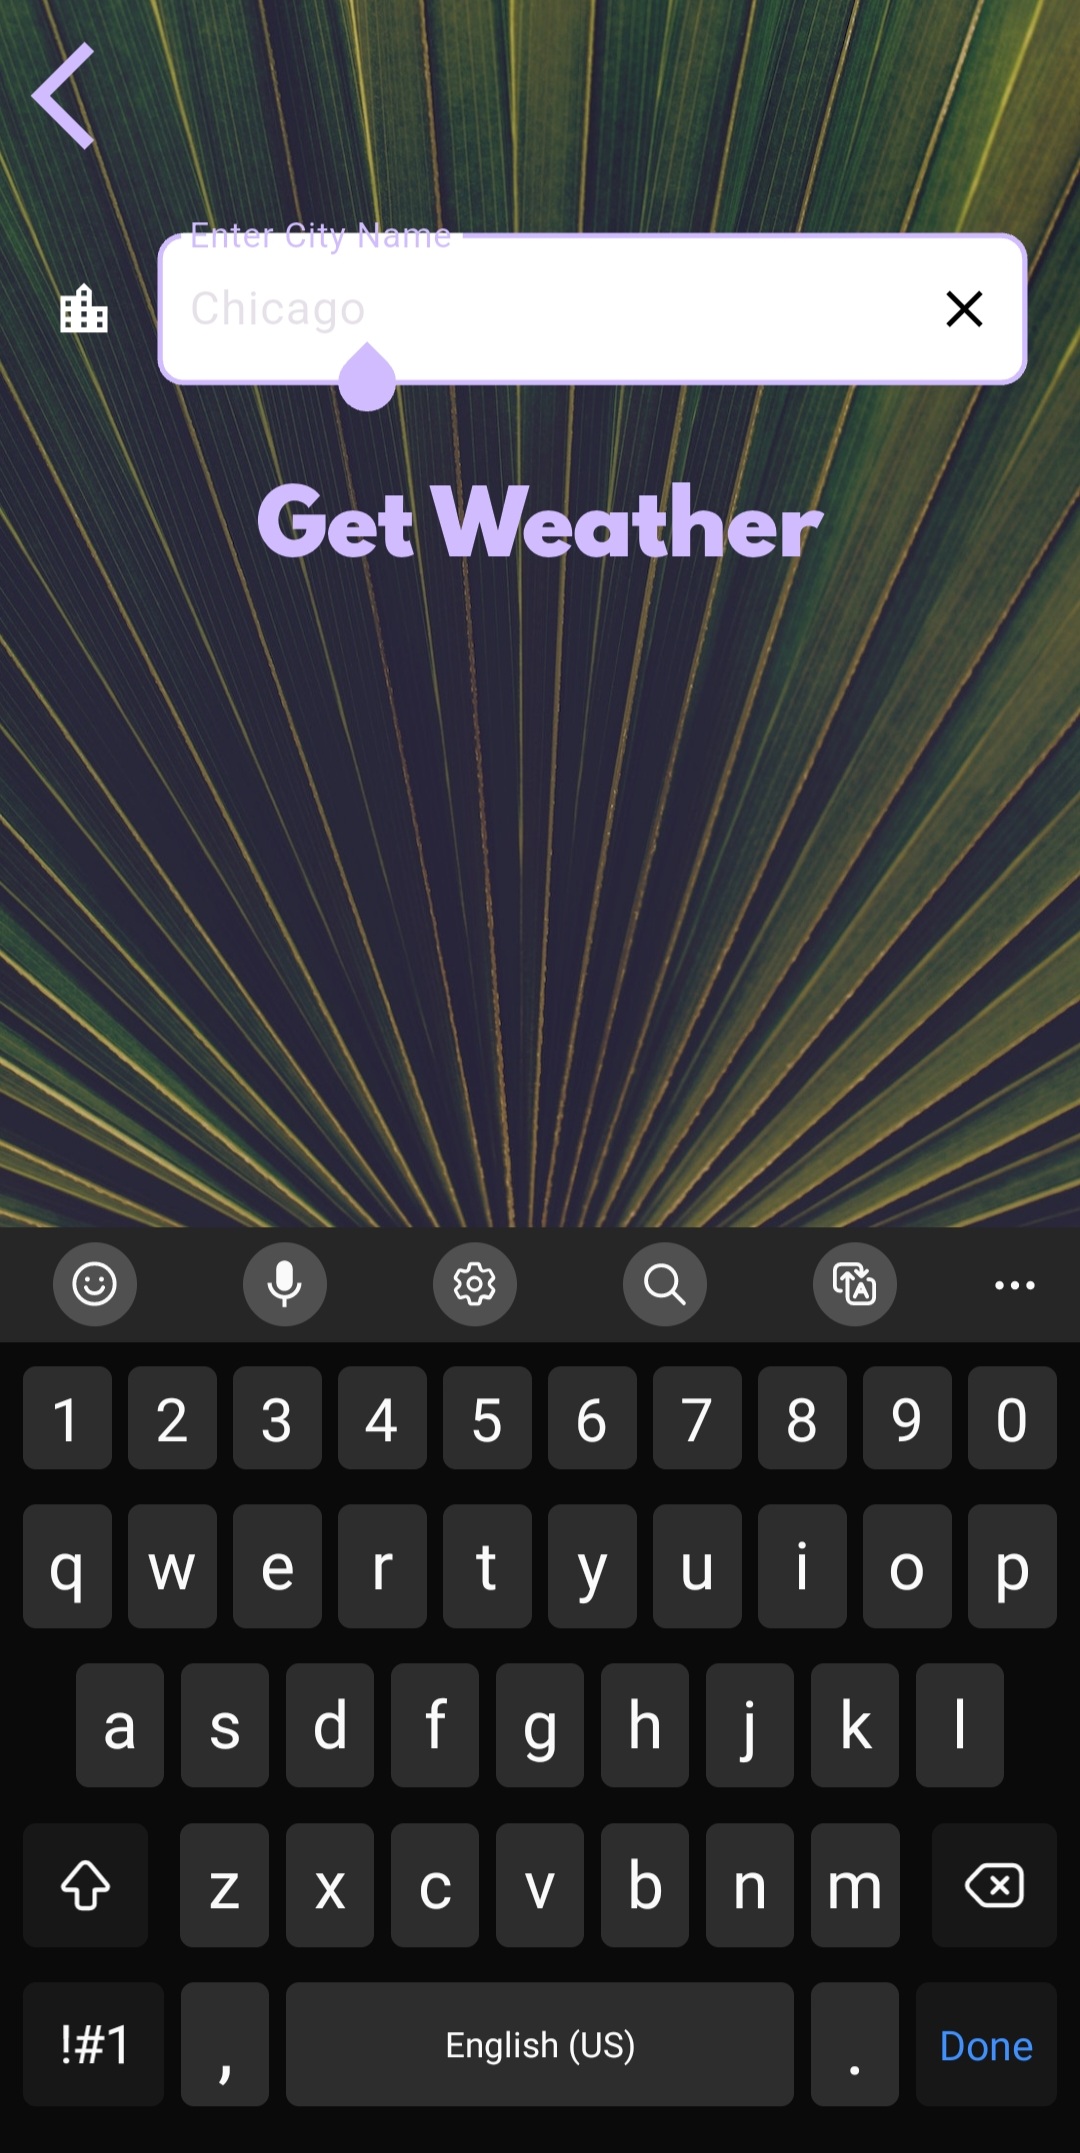 Enter City Name
Chicago
Get Weather
1 2 3 4 5 6 7 8 9 0
q w e r t y u i o p
a s d f g h j k l
z x c v b n m
!#1 , English (US) . Done